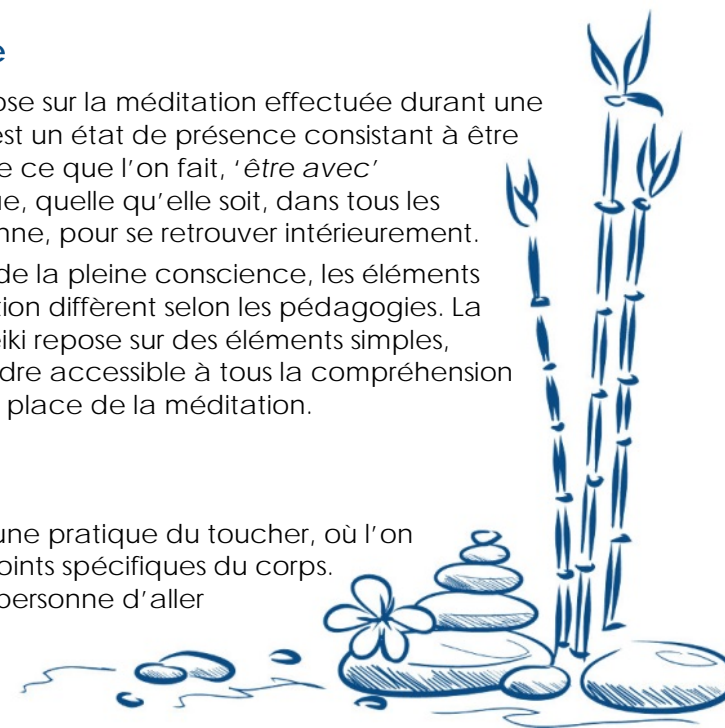 e
ose sur la méditation effectuée durant une
est un état de présence consistant à être
e ce que l'on fait, 'être avec'
ue, quelle qu'elle soit, dans tous les
nne, pour se retrouver intérieurement.
de la pleine conscience, les éléments
tion diffèrent selon les pédagogies. La
eiki repose sur des éléments simples,
dre accessible à tous la compréhension
place de la méditation.
une pratique du toucher, où l'on
oints spécifiques du corps.
personne d'aller